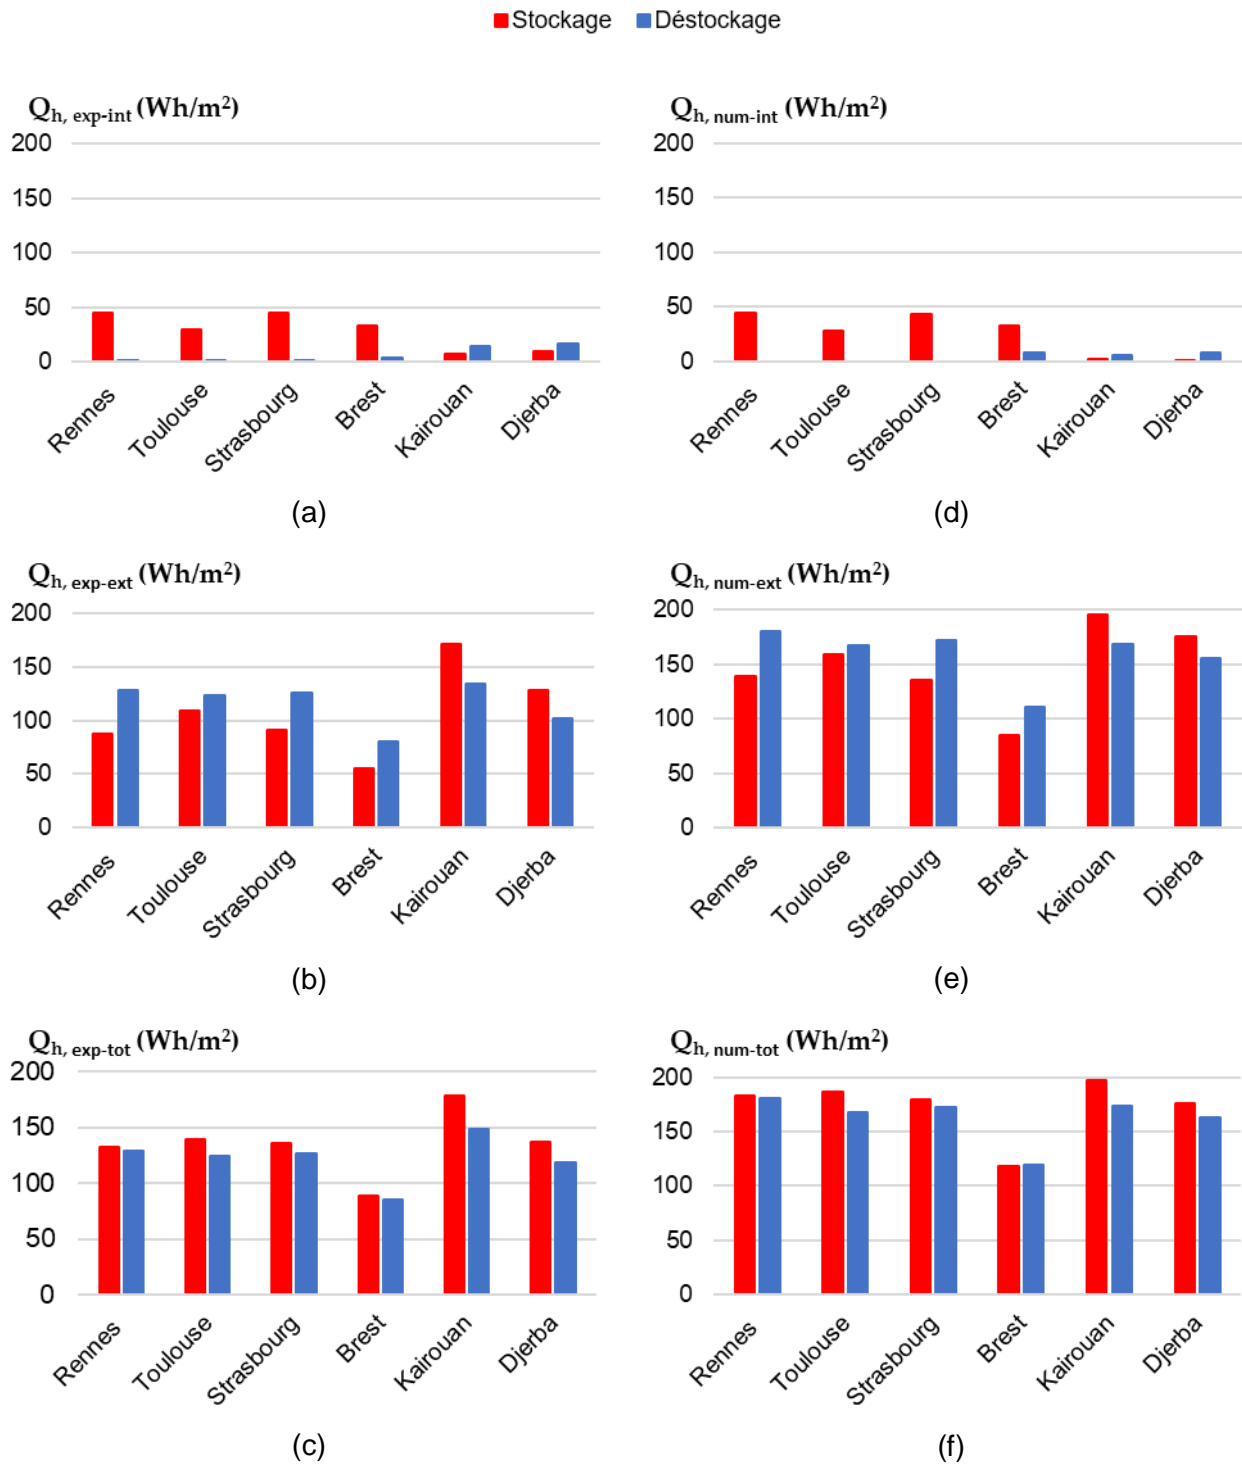 Stockage Déstockage
Qh, exp-int (Wh/m²)
200
150
100
50
0
Rennes
Toulouse
Strasbourg
Brest
Kairouan
Djerba
(a)
Qh, num-int (Wh/m²)
200
150
100
50
0
Rennes
Toulouse
Strasbourg
Brest
Kairouan
Djerba
(d)
Qh, exp-ext (Wh/m²)
200
150
100
50
0
Rennes
Toulouse
Strasbourg
Brest
Kairouan
Djerba
(b)
Qh, num-ext (Wh/m²)
200
150
100
50
0
Rennes
Toulouse
Strasbourg
Brest
Kairouan
Djerba
(e)
Qh, exp-tot (Wh/m²)
200
150
100
50
0
Rennes
Toulouse
Strasbourg
Brest
Kairouan
Djerba
(c)
Qh, num-tot (Wh/m²)
200
150
100
50
0
Rennes
Toulouse
Strasbourg
Brest
Kairouan
Djerba
(f)